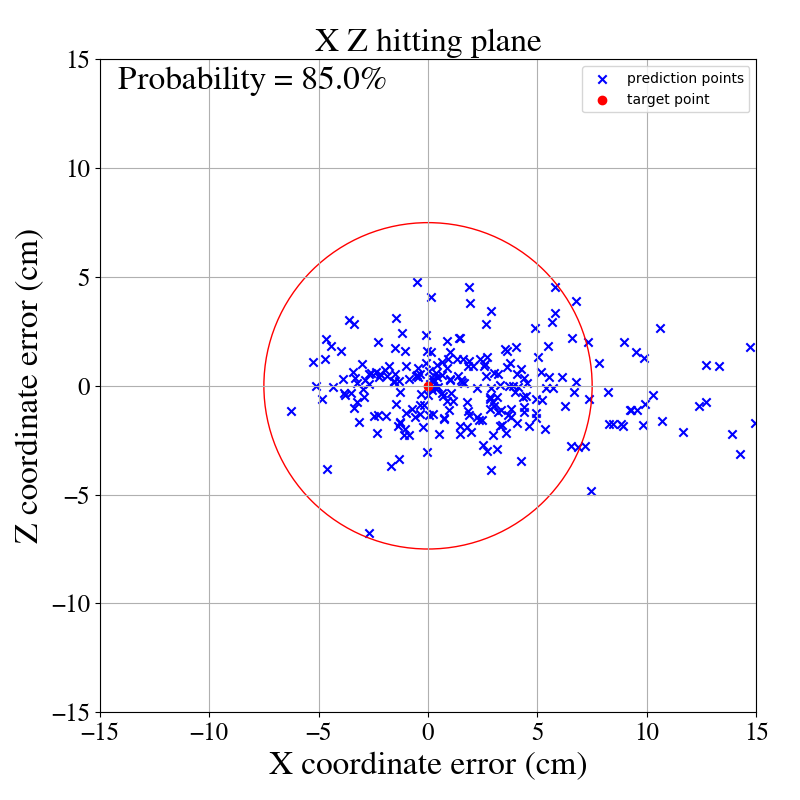 X Z hitting plane
Probability = 85.0%
prediction points
target point
15
10
5
0
−5
−10
−15
−15
−10
−5
0
5
10
15
Z coordinate error (cm)
X coordinate error (cm)